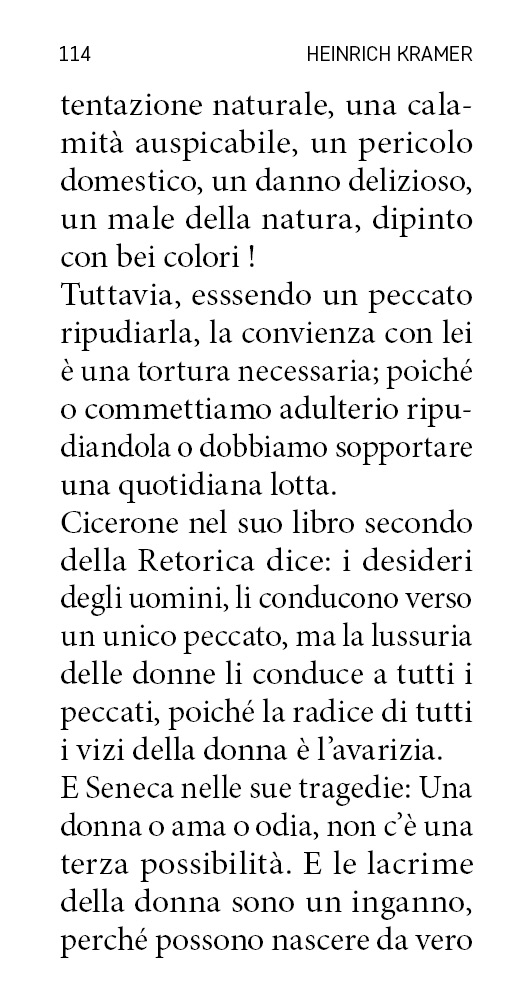 114 HEINRICH KRAMER
tentazione naturale, una cala-
mità auspicabile, un pericolo
domestico, un danno delizioso,
un male della natura, dipinto
con bei colori !
Tuttavia, esssendo un peccato
ripudiarla, la convienza con lei
è una tortura necessaria; poiché
o commettiamo adulterio ripu-
diandola o dobbiamo sopportare
una quotidiana lotta.
Cicerone nel suo libro secondo
della Retorica dice: i desideri
degli uomini, li conducono verso
un unico peccato, ma la lussuria
delle donne li conduce a tutti i
peccati, poiché la radice di tutti
i vizi della donna è l’avarizia.
E Seneca nelle sue tragedie: Una
donna o ama o odia, non c’è una
terza possibilità. E le lacrime
della donna sono un inganno,
perché possono nascere da vero